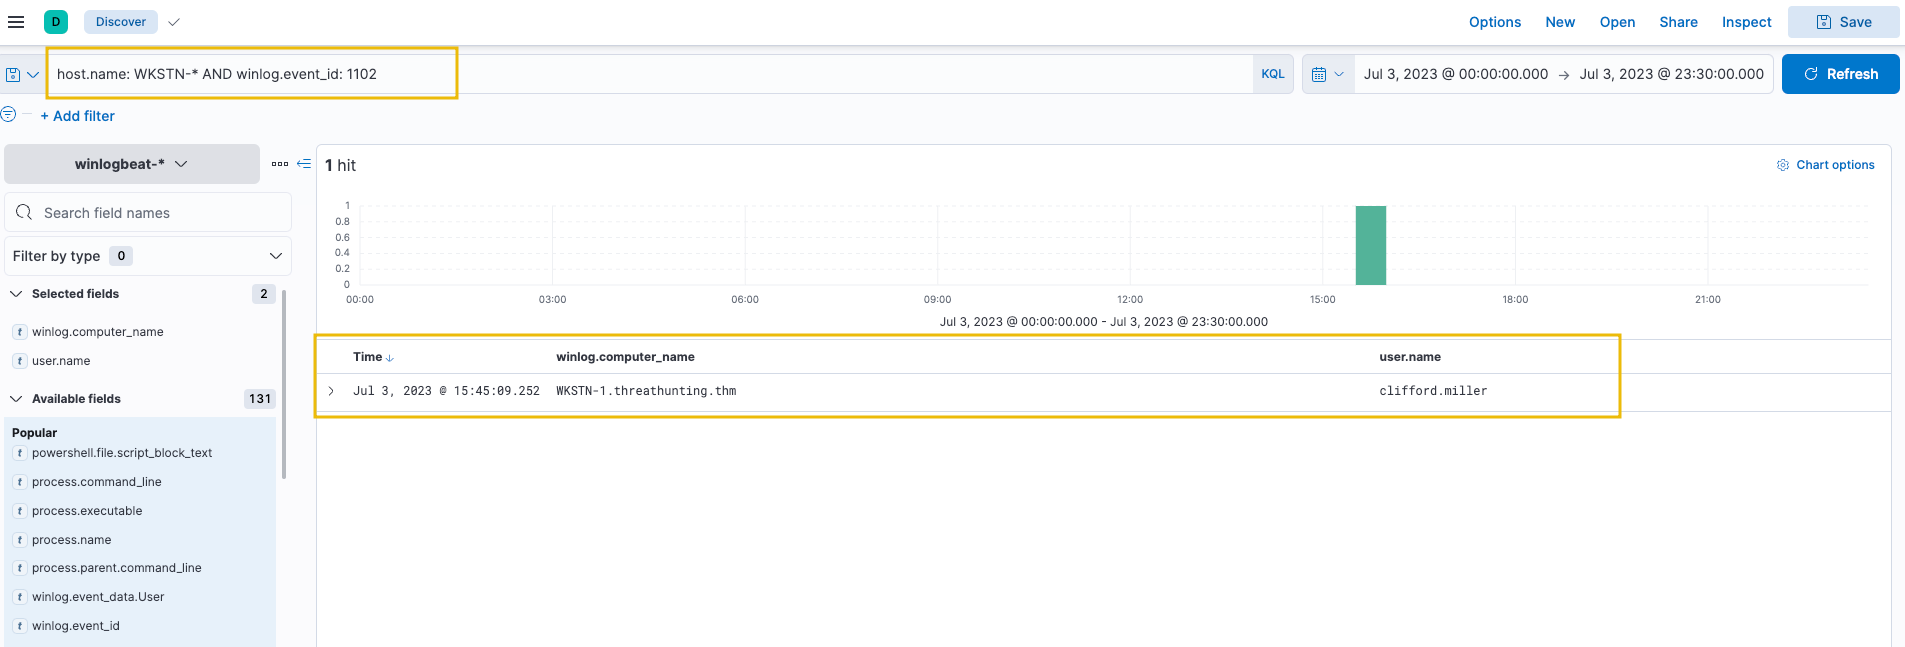 D Discover Options New Open Share Inspect Save
host.name: WKSTN-* AND winlog.event_id: 1102 KQL Jul 3, 2023 @ 00:00:00.000 → Jul 3, 2023 @ 23:30:00.000 Refresh
+ Add filter
winlogbeat-*
Search field names
Filter by type 0
Selected fields 2
t winlog.computer_name
t user.name
Available fields 131
Popular
t powershell.file.script_block_text
t process.command_line
t process.executable
t process.name
t process.parent.command_line
t winlog.event_data.User
t winlog.event_id
1 hit Chart options
1
0.8
0.6
0.4
0.2
0
00:00 03:00 06:00 09:00 12:00 15:00 18:00 21:00
Jul 3, 2023 @ 00:00:00.000 - Jul 3, 2023 @ 23:30:00.000
Time ↓ winlog.computer_name user.name
Jul 3, 2023 @ 15:45:09.252 WKSTN-1.threathunting.thm clifford.miller